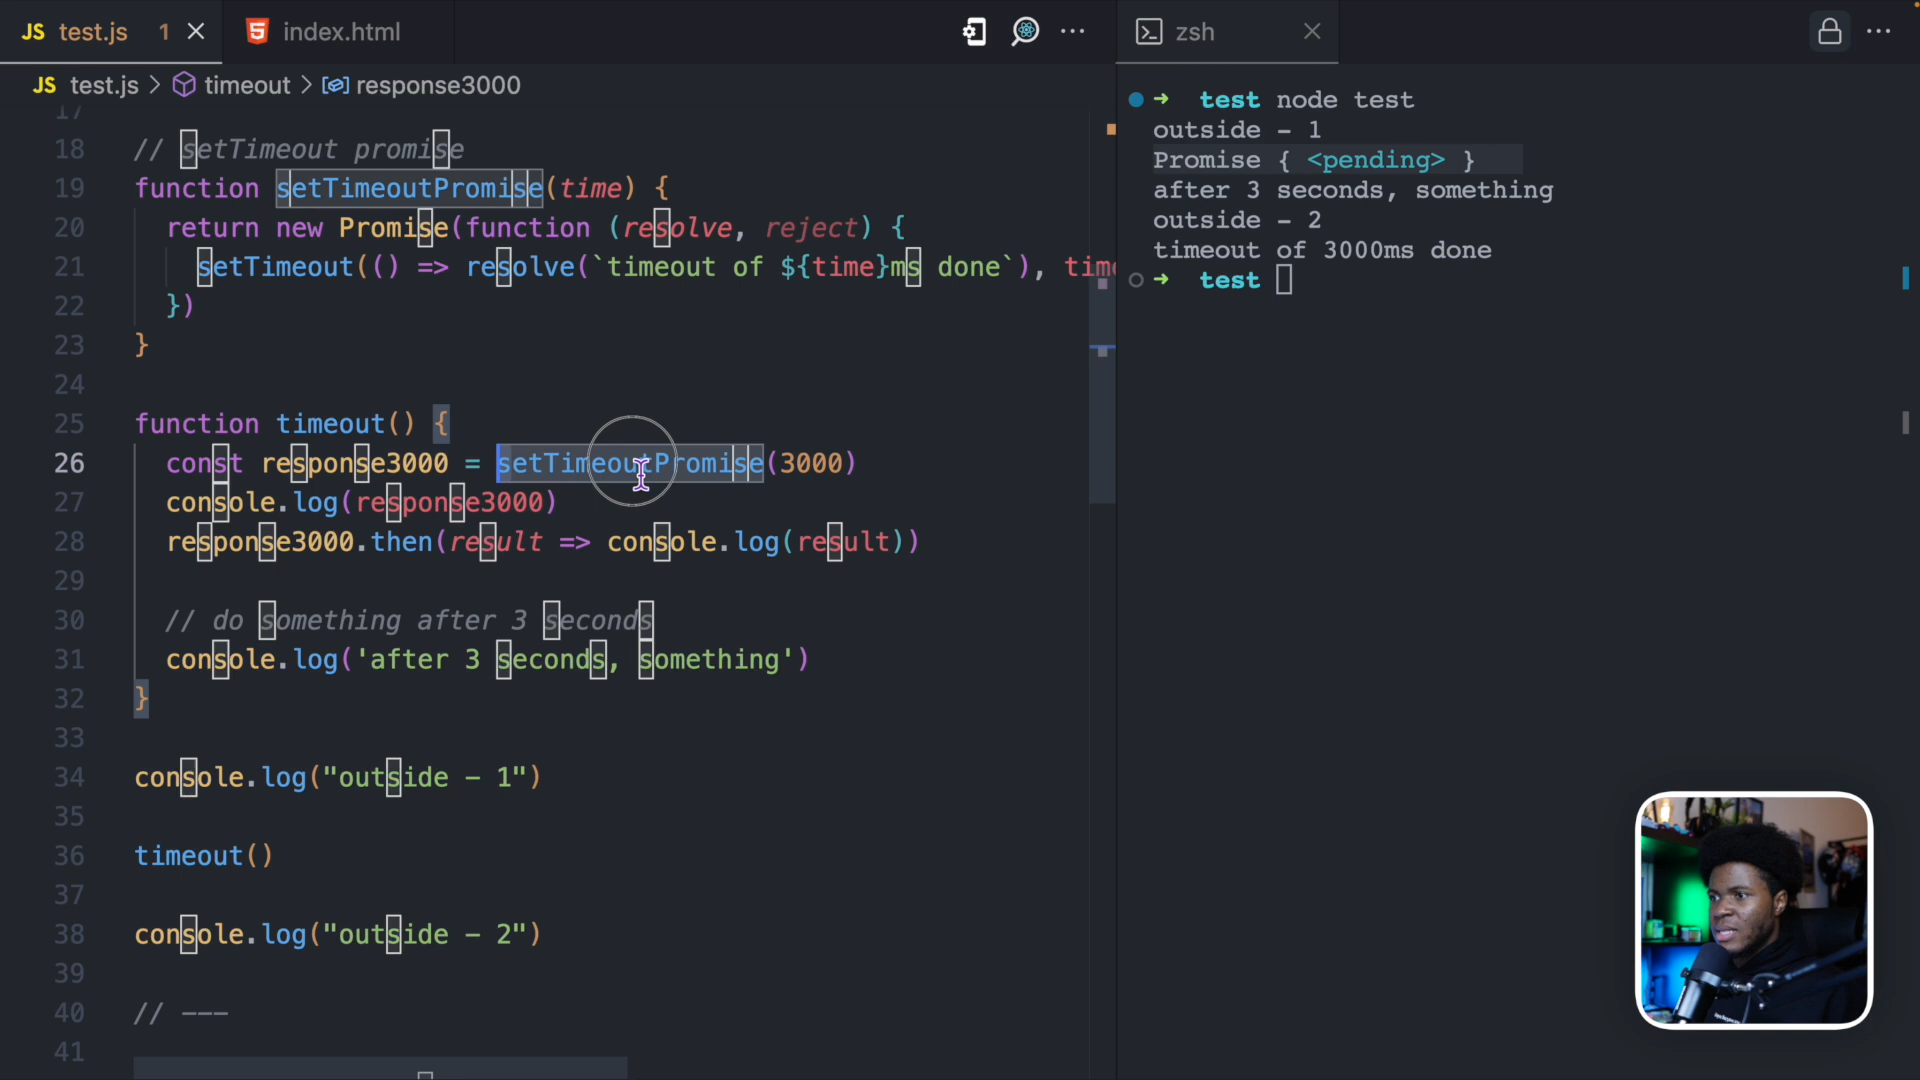 JS test.js 1
index.html
JS test.js > timeout > response3000
17
18 // setTimeout promise
19 function setTimeoutPromise(time) {
20 return new Promise(function (resolve, reject) {
21 setTimeout(() => resolve(`timeout of ${time}ms done`),
22 })
23 }
24
25 function timeout() {
26 const response3000 = setTimeoutPromise(3000)
27 console.log(response3000)
28 response3000.then(result => console.log(result))
29
30 // do something after 3 seconds
31 console.log('after 3 seconds, something')
32 }
33
34 console.log("outside - 1")
35
36 timeout()
37
38 console.log("outside - 2")
39
40 // ---
41
zsh
➜ test node test
outside - 1
Promise { <pending> }
after 3 seconds, something
outside - 2
timeout of 3000ms done
➜ test